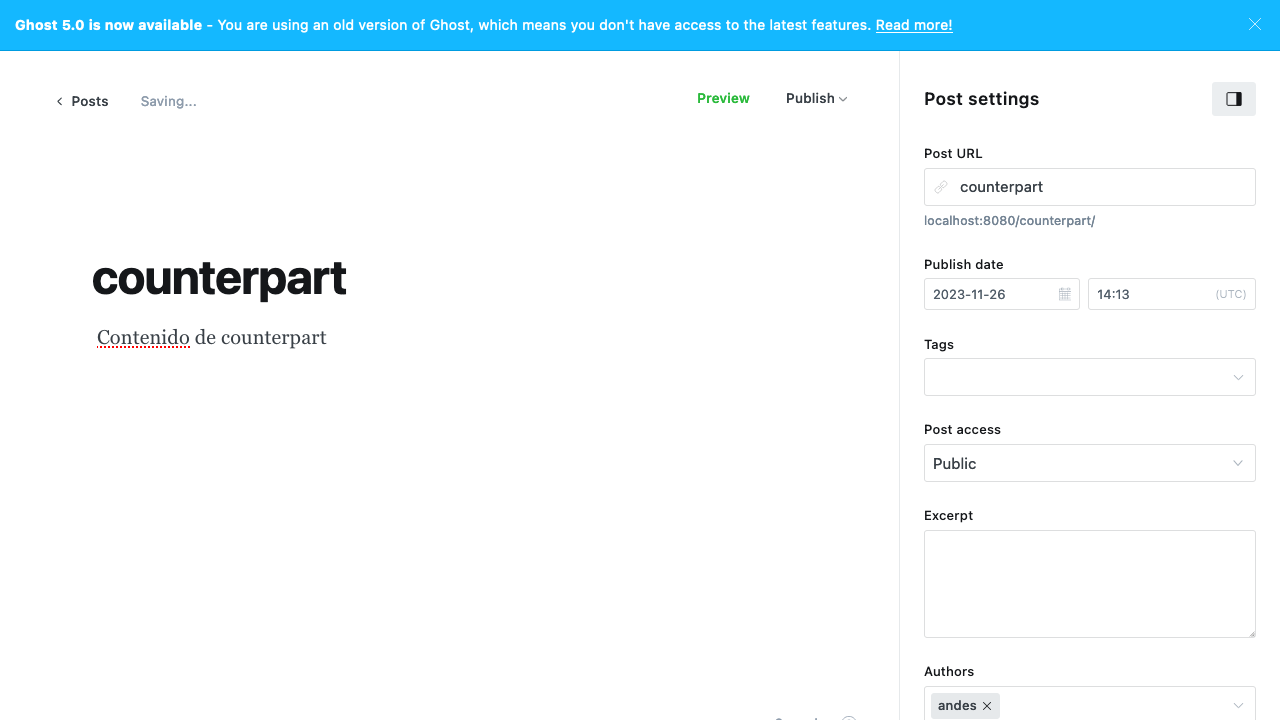 Ghost 5.0 is now available - You are using an old version of Ghost, which means you don't have access to the latest features. Read more!
Posts
Saving...
Preview
Publish
counterpart
Contenido de counterpart
Post settings
Post URL
counterpart
localhost:8080/counterpart/
Publish date
2023-11-26
14:13
(UTC)
Tags
Post access
Public
Excerpt
Authors
andes